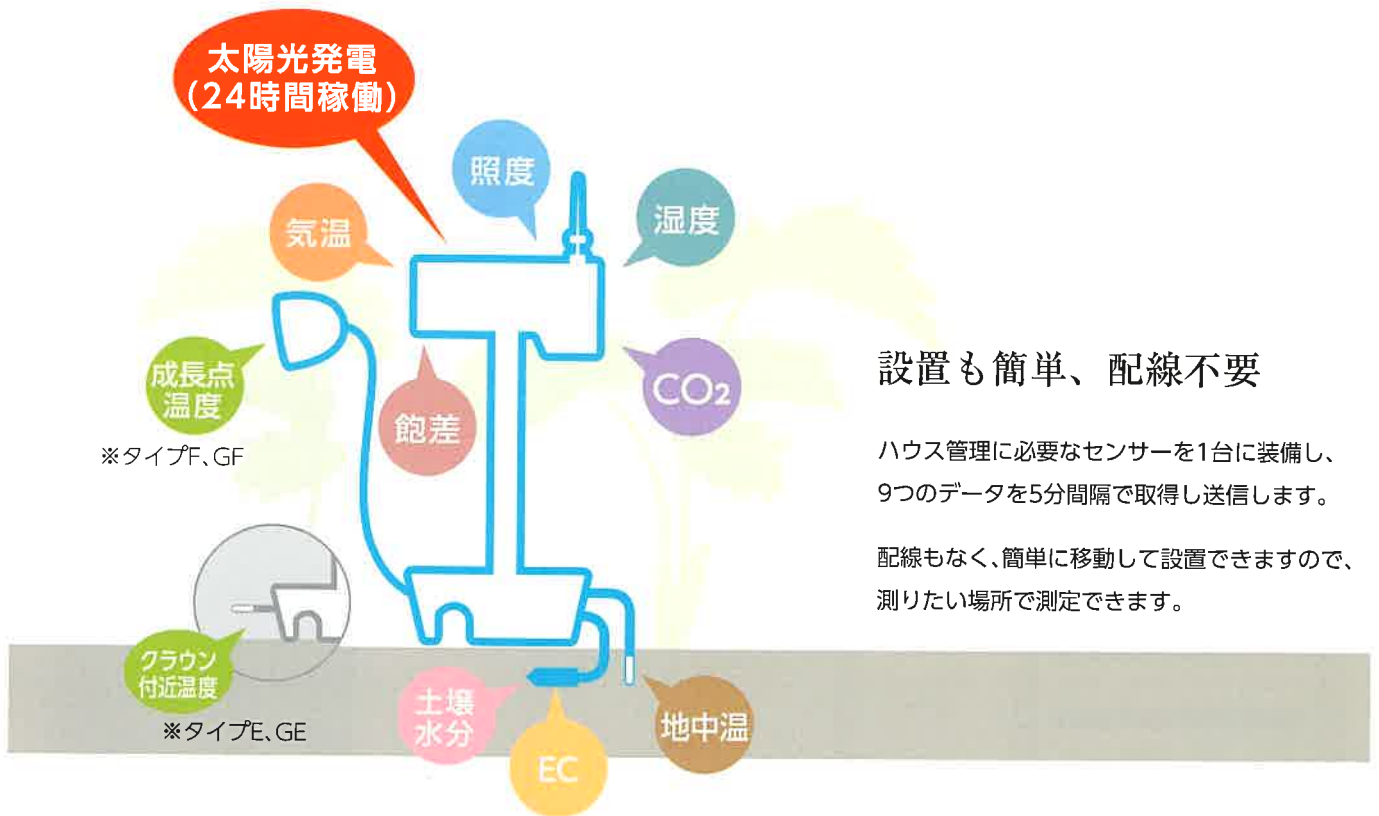 太陽光発電
(24時間稼働)
照度
湿度
気温
成長点
温度
※タイプF、GF
飽差
CO2
設置も簡単、配線不要
ハウス管理に必要なセンサーを1台に装備し、
9つのデータを5分間隔で取得し送信します。
配線もなく、簡単に移動して設置できますので、
測りたい場所で測定できます。
クラウン
付近温度
※タイプE、GE
土壌
水分
EC
地中温